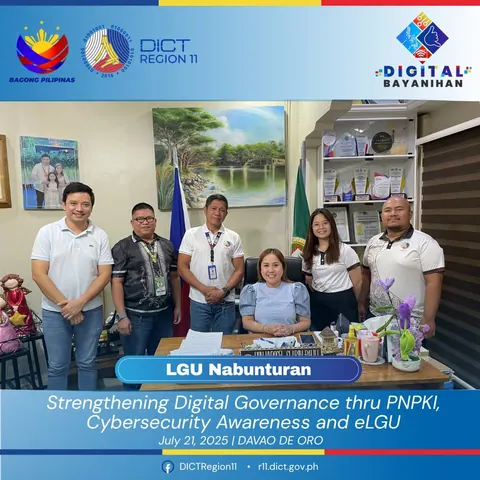 BAGONG PILIPINAS
DICT
REGION 11
DIGITAL
BAYANIHAN
LGU Nabunturan
Strengthening Digital Governance thru PNPKI,
Cybersecurity Awareness and eLGU
July 21, 2025 | DAVAO DE ORO
DICTRegion11 • r11.dict.gov.ph